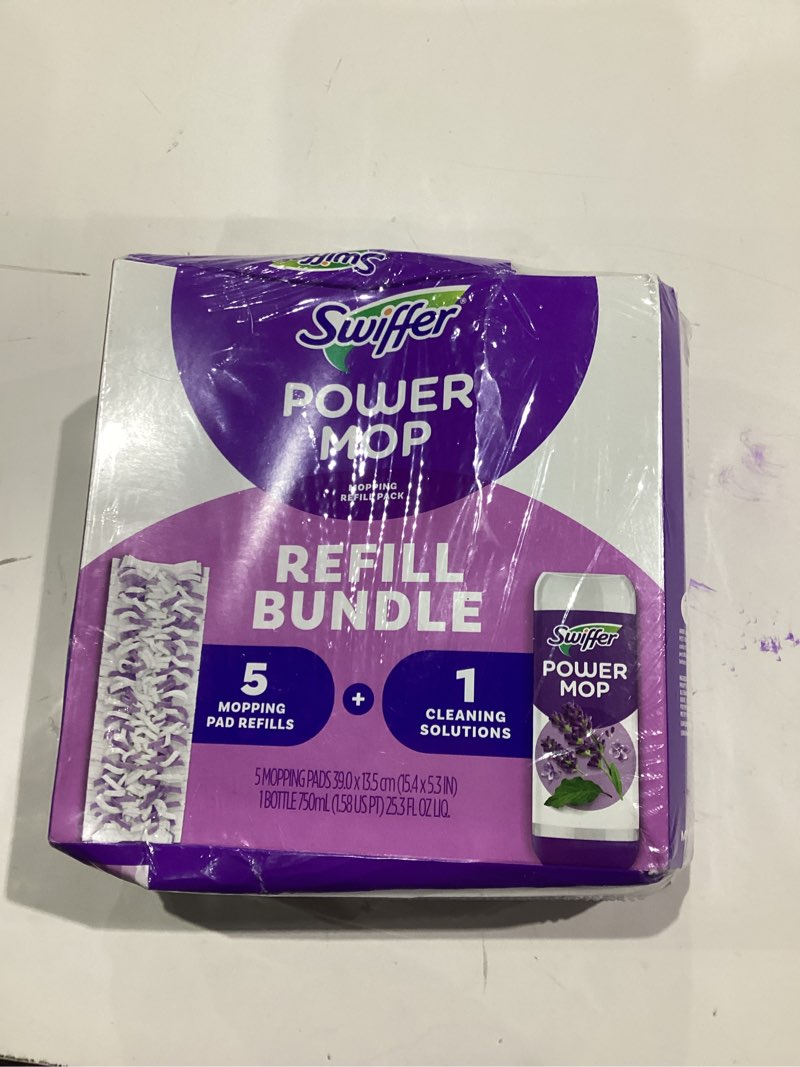 Swiffer
Swiffer
POWER
MOP
MOPPING
REFILL PACK
REFILL
BUNDLE
5
MOPPING
PAD REFILLS
+
1
CLEANING
SOLUTIONS
5 MOPPING PADS 39.0 x 13.5 cm (15.4 x 5.3 IN)
1 BOTTLE 750mL (1.58 US PT) 25.3 FL OZ LIQ.
Swiffer
POWER
MOP